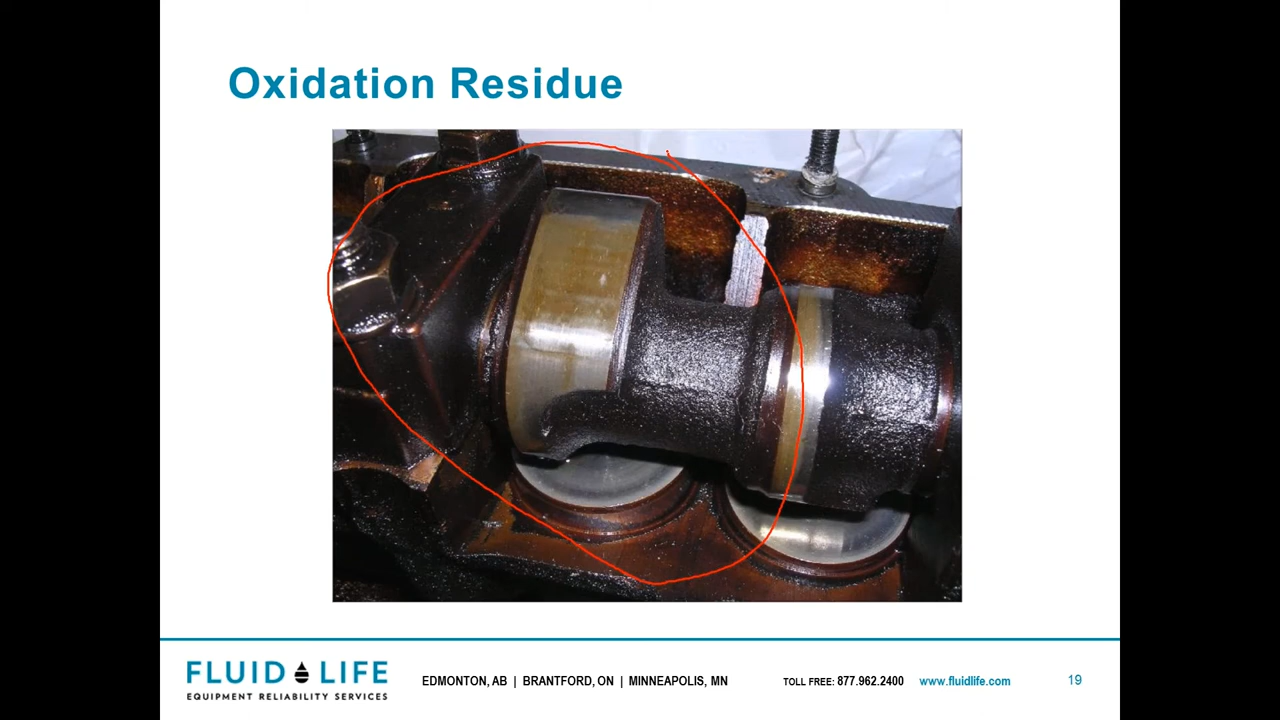 Oxidation Residue
FLUID LIFE
EQUIPMENT RELIABILITY SERVICES
EDMONTON, AB | BRANTFORD, ON | MINNEAPOLIS, MN
TOLL FREE: 877.962.2400
www.fluidlife.com
19